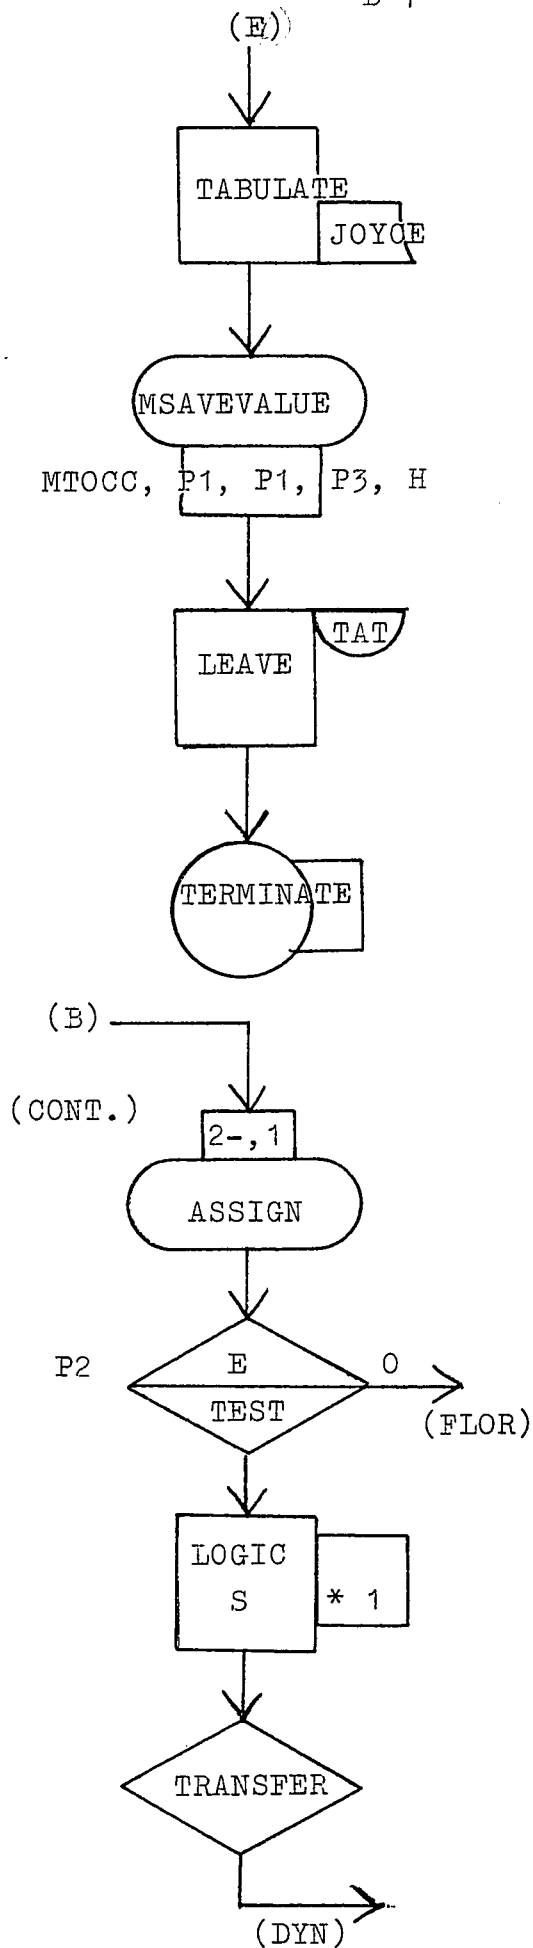 (E)
TABULATE
JOYCE
MSAVEVALUE
MTOCC, P1, P1, P3, H
TAT
LEAVE
TERMINATE
(B)
(CONT.)
2-,1
ASSIGN
P2 E 0
TEST
(FLOR)
LOGIC
S * 1
TRANSFER
(DYN)